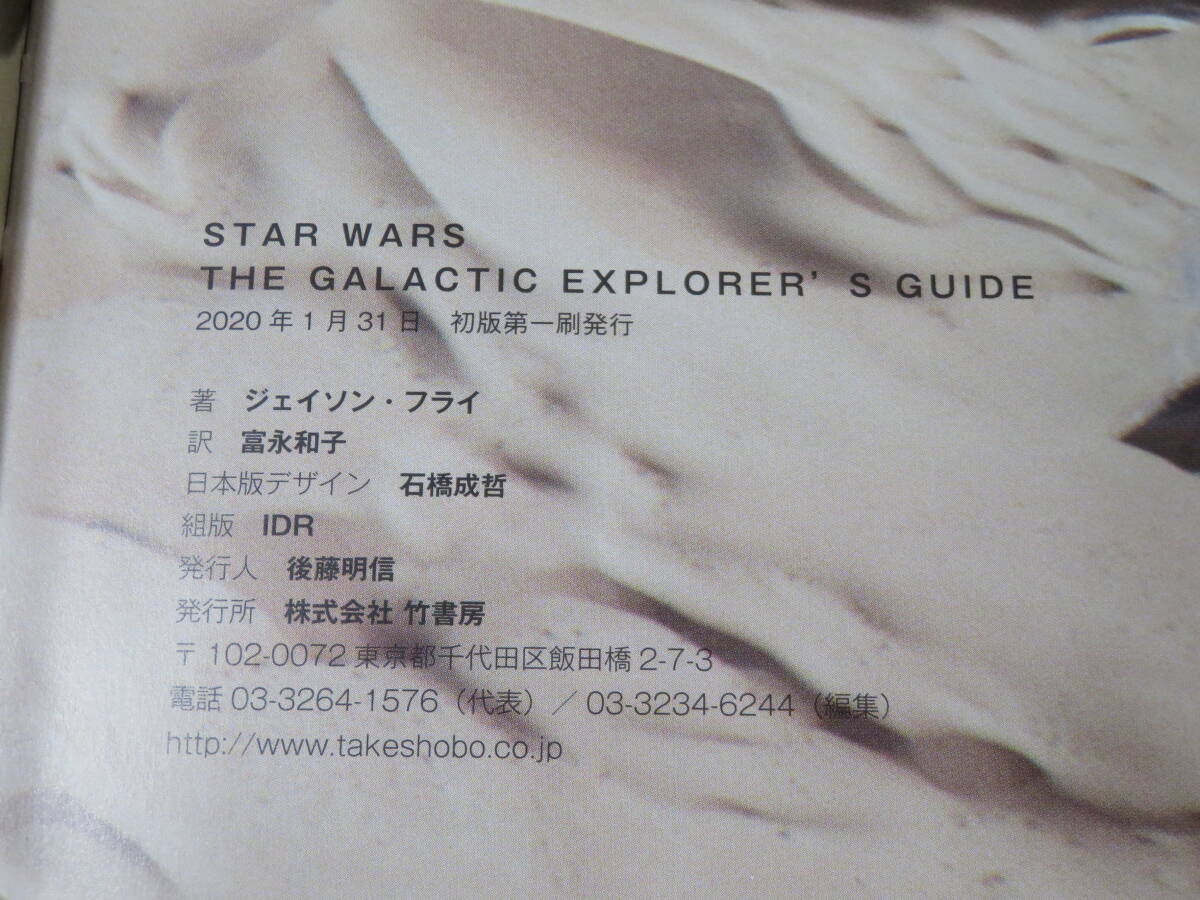 STAR WARS
THE GALACTIC EXPLORER’ S GUIDE
2020 年 1 月 31 日　初版第一刷発行
著　ジェイソン・フライ
訳　富永和子
日本版デザイン　石橋成哲
組版　IDR
発行人　後藤明信
発行所　株式会社 竹書房
〒 102-0072 東京都千代田区飯田橋 2-7-3
電話 03-3264-1576（代表）／ 03-3234-6244（編集）
http://www.takeshobo.co.jp